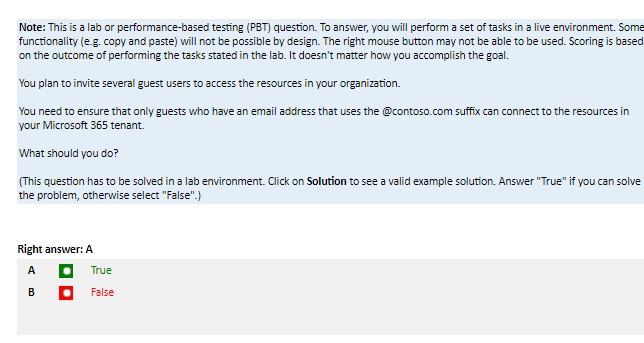 Note: This is a lab or performance-based testing (PBT) question. To answer, you will perform a set of tasks in a live environment. Some
functionality (e.g. copy and paste) will not be possible by design. The right mouse button may not be able to be used. Scoring is based
on the outcome of performing the tasks stated in the lab. It doesn't matter how you accomplish the goal.
You plan to invite several guest users to access the resources in your organization.
You need to ensure that only guests who have an email address that uses the @contoso.com suffix can connect to the resources in
your Microsoft 365 tenant.
What should you do?
(This question has to be solved in a lab environment. Click on Solution to see a valid example solution. Answer "True" if you can solve
the problem, otherwise select "False".)
Right answer: A
A True
B False